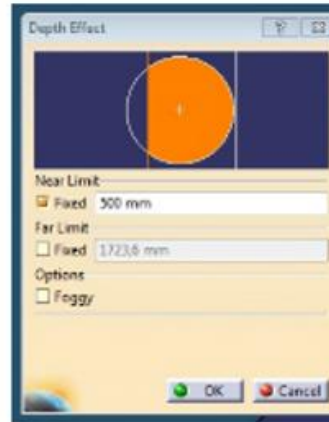 Depth Effect
Near Limit
Fixed 500 mm
Far Limit
Fixed 1723,6 mm
Options
Foggy
OK Cancel